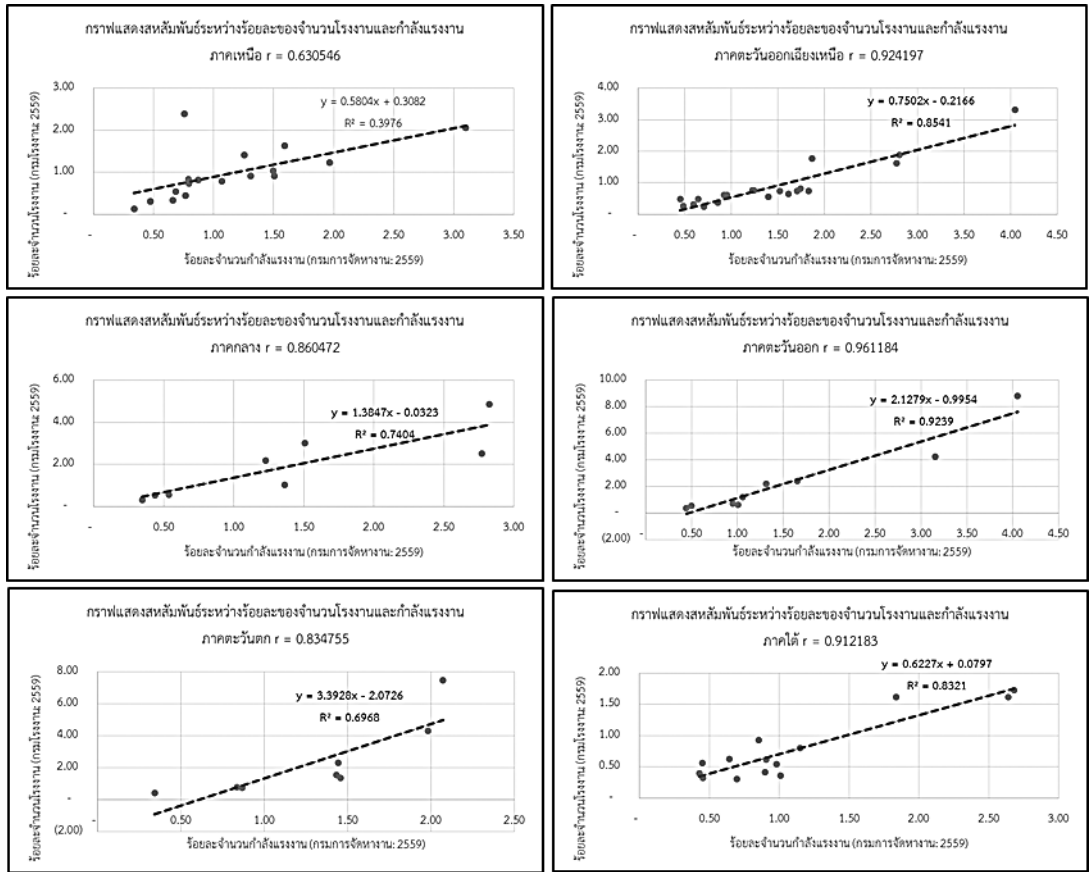 กราฟแสดงสหสัมพันธ์ระหว่างร้อยละของจำนวนโรงงานและกำลังแรงงาน
ภาคเหนือ r = 0.630546
ร้อยละจำนวนโรงงาน (กรมโรงงาน: 2559)
3.00
2.00
1.00
-
y = 0.5804x + 0.3082
R² = 0.3976
- 0.50 1.00 1.50 2.00 2.50 3.00 3.50
ร้อยละจำนวนกำลังแรงงาน (กรมการจัดหางาน: 2559)
กราฟแสดงสหสัมพันธ์ระหว่างร้อยละของจำนวนโรงงานและกำลังแรงงาน
ภาคตะวันออกเฉียงเหนือ r = 0.924197
ร้อยละจำนวนโรงงาน (กรมโรงงาน: 2559)
4.00
3.00
2.00
1.00
-
y = 0.7502x - 0.2166
R² = 0.8541
- 0.50 1.00 1.50 2.00 2.50 3.00 3.50 4.00 4.50
ร้อยละจำนวนกำลังแรงงาน (กรมการจัดหางาน: 2559)
กราฟแสดงสหสัมพันธ์ระหว่างร้อยละของจำนวนโรงงานและกำลังแรงงาน
ภาคกลาง r = 0.860472
ร้อยละจำนวนโรงงาน (กรมโรงงาน: 2559)
6.00
4.00
2.00
-
y = 1.3847x - 0.0323
R² = 0.7404
- 0.50 1.00 1.50 2.00 2.50 3.00
ร้อยละจำนวนกำลังแรงงาน (กรมการจัดหางาน: 2559)
กราฟแสดงสหสัมพันธ์ระหว่างร้อยละของจำนวนโรงงานและกำลังแรงงาน
ภาคตะวันออก r = 0.961184
ร้อยละจำนวนโรงงาน (กรมโรงงาน: 2559)
10.00
8.00
6.00
4.00
2.00
-
(2.00)
y = 2.1279x - 0.9954
R² = 0.9239
- 0.50 1.00 1.50 2.00 2.50 3.00 3.50 4.00 4.50
ร้อยละจำนวนกำลังแรงงาน (กรมการจัดหางาน: 2559)
กราฟแสดงสหสัมพันธ์ระหว่างร้อยละของจำนวนโรงงานและกำลังแรงงาน
ภาคตะวันตก r = 0.834755
ร้อยละจำนวนโรงงาน (กรมโรงงาน: 2559)
8.00
6.00
4.00
2.00
-
(2.00)
y = 3.3928x - 2.0726
R² = 0.6968
- 0.50 1.00 1.50 2.00 2.50
ร้อยละจำนวนกำลังแรงงาน (กรมการจัดหางาน: 2559)
กราฟแสดงสหสัมพันธ์ระหว่างร้อยละของจำนวนโรงงานและกำลังแรงงาน
ภาคใต้ r = 0.912183
ร้อยละจำนวนโรงงาน (กรมโรงงาน: 2559)
2.00
1.50
1.00
0.50
-
y = 0.6227x + 0.0797
R² = 0.8321
- 0.50 1.00 1.50 2.00 2.50 3.00
ร้อยละจำนวนกำลังแรงงาน (กรมการจัดหางาน: 2559)